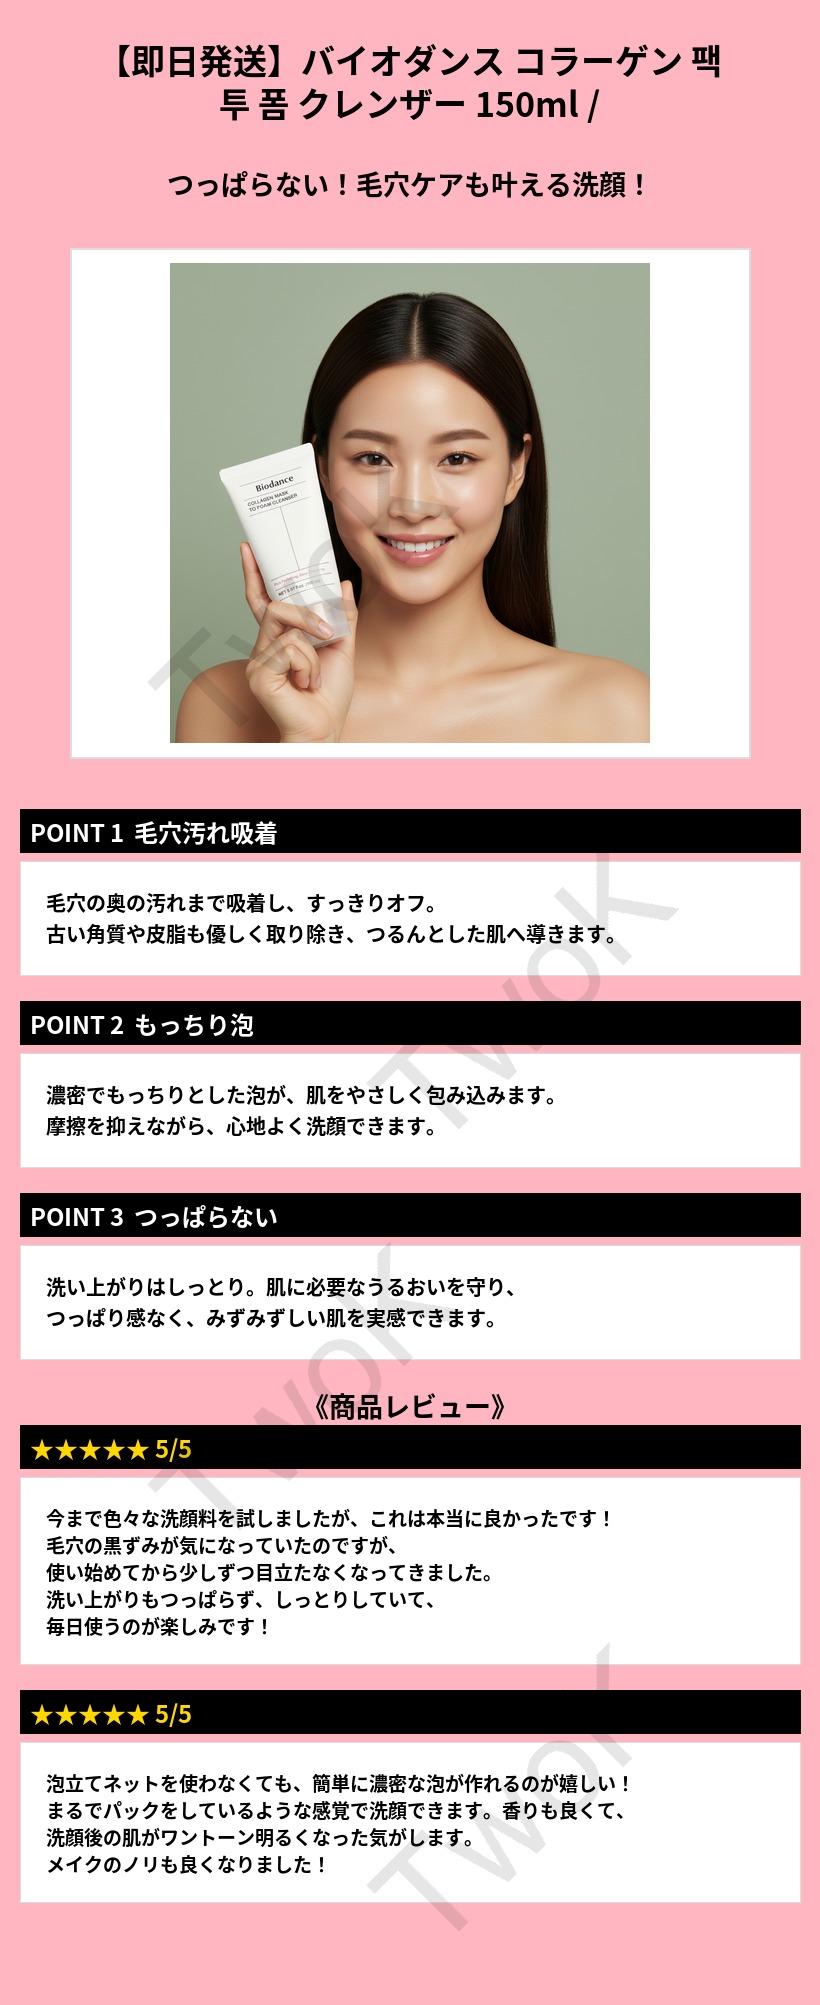 【即日発送】バイオダンス コラーゲン 팩
투 폼 クレンザー 150ml /
つっぱらない！毛穴ケアも叶える洗顔！
Biodance
COLLAGEN MASK
TO FOAM CLEANSER
TwoK
POINT 1 毛穴汚れ吸着
毛穴の奥の汚れまで吸着し、すっきりオフ。
古い角質や皮脂も優しく取り除き、つるんとした肌へ導きます。
TwoK
POINT 2 もっちり泡
濃密でもっちりとした泡が、肌をやさしく包み込みます。
摩擦を抑えながら、心地よく洗顔できます。
POINT 3 つっぱらない
洗い上がりはしっとり。肌に必要なうるおいを守り、
つっぱり感なく、みずみずしい肌を実感できます。
TwoK
《商品レビュー》
★★★★★ 5/5
今まで色々な洗顔料を試しましたが、これは本当に良かったです！
毛穴の黒ずみが気になっていたのですが、
使い始めてから少しずつ目立たなくなってきました。
洗い上がりもつっぱらず、しっとりしていて、
毎日使うのが楽しみです！
★★★★★ 5/5
泡立てネットを使わなくても、簡単に濃密な泡が作れるのが嬉しい！
まるでパックをしているような感覚で洗顔できます。香りも良くて、
洗顔後の肌がワントーン明るくなった気がします。
メイクのノリも良くなりました！
TwoK